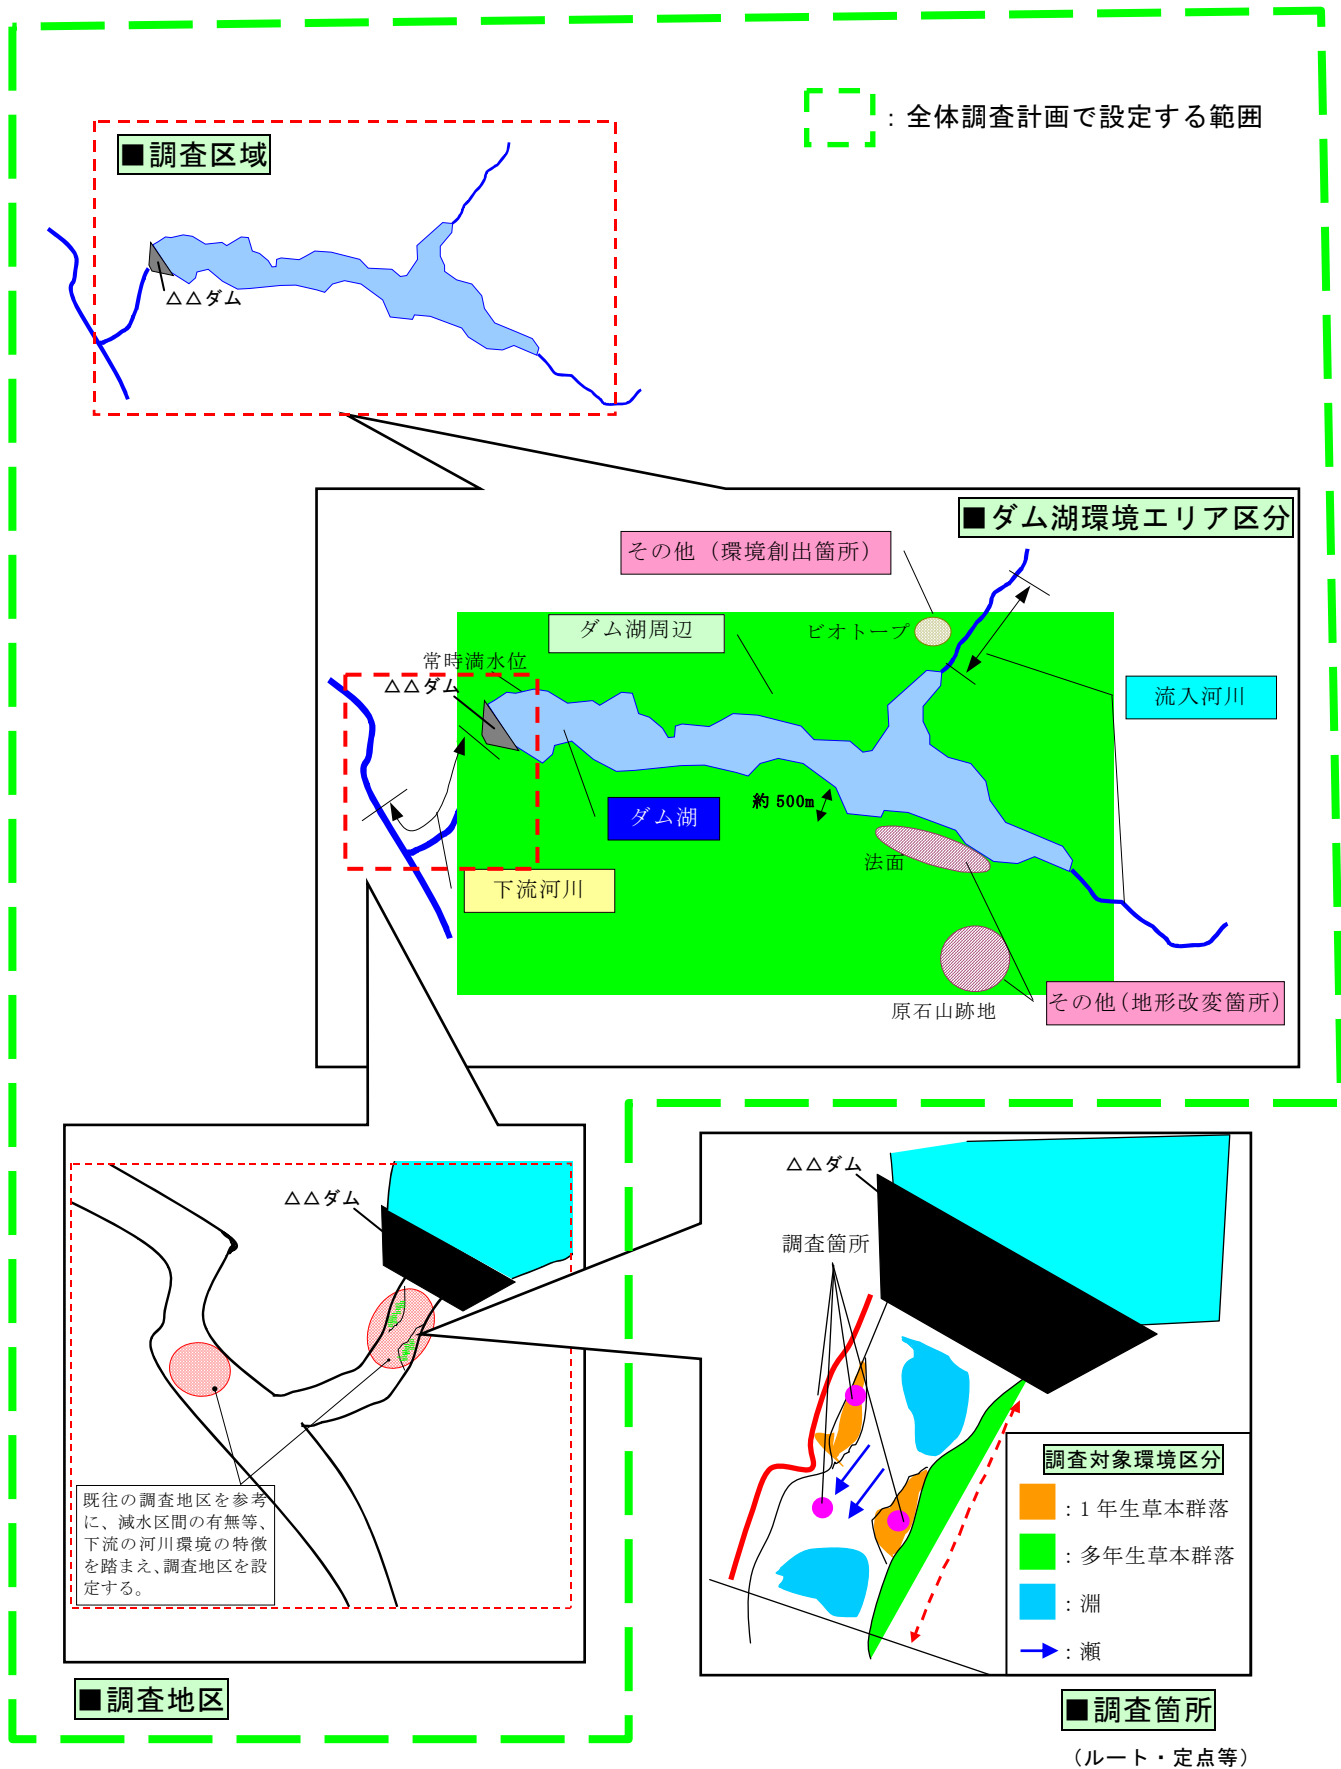 ：全体調査計画で設定する範囲
■調査区域
△△ダム
■ダム湖環境エリア区分
その他（環境創出箇所）
ダム湖周辺
ビオトープ
常時満水位
△△ダム
流入河川
約 500m
ダム湖
法面
下流河川
その他(地形改変箇所)
原石山跡地
△△ダム
既往の調査地区を参考
に、減水区間の有無等、
下流の河川環境の特徴
を踏まえ、調査地区を設
定する。
■調査地区
△△ダム
調査箇所
調査対象環境区分
：1 年生草本群落
：多年生草本群落
：淵
：瀬
■調査箇所
（ルート・定点等）